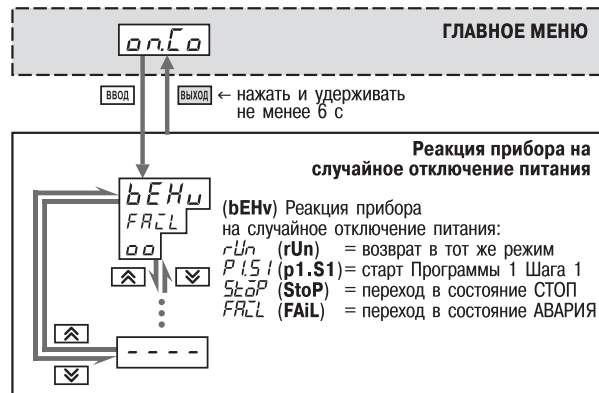 ГЛАВНОЕ МЕНЮ
on.Co
ВВОД
ВЫХОД ← нажать и удерживать
не менее 6 с
Реакция прибора на
случайное отключение питания
bEHv
FAiL
oo
(bEHv) Реакция прибора
на случайное отключение питания:
rUn (rUn) = возврат в тот же режим
P1.S1 (p1.S1)= старт Программы 1 Шага 1
StoP (StoP) = переход в состояние СТОП
FAiL (FAiL) = переход в состояние АВАРИЯ
- - - -